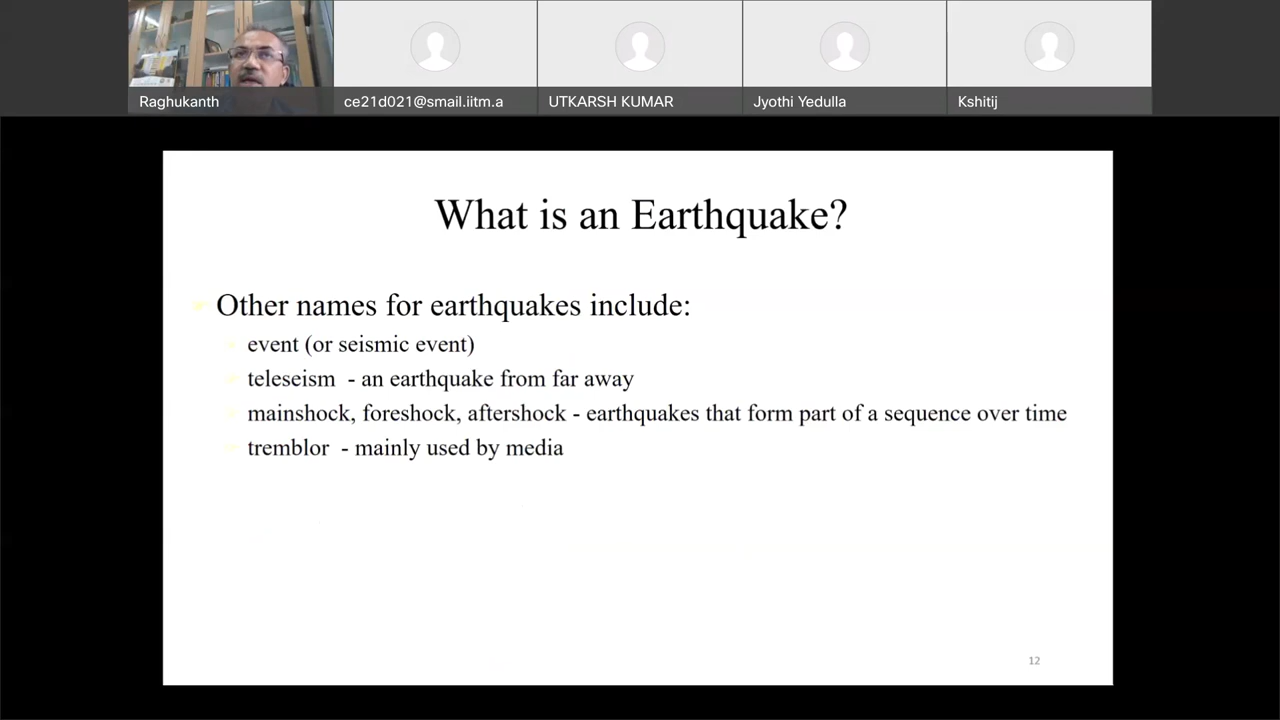 Raghukanth
ce21d021@smail.iitm.a
UTKARSH KUMAR
Jyothi Yedulla
Kshitij
What is an Earthquake?
Other names for earthquakes include:
event (or seismic event)
teleseism - an earthquake from far away
mainshock, foreshock, aftershock - earthquakes that form part of a sequence over time
tremblor - mainly used by media
12